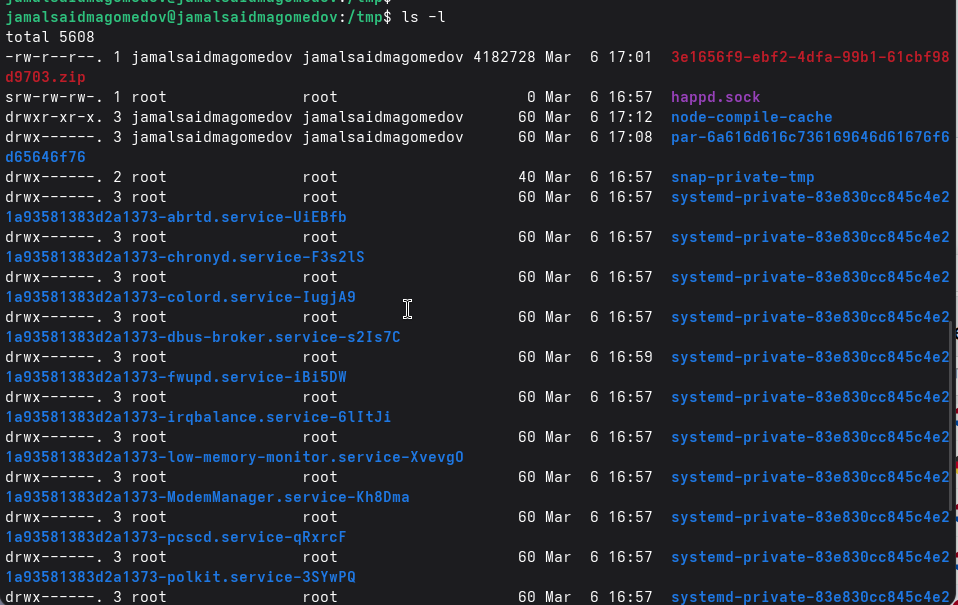 jamalsaidmagomedov@jamalsaidmagomedov:/tmp$ ls -l
total 5608
-rw-r--r--. 1 jamalsaidmagomedov jamalsaidmagomedov 4182728 Mar  6 17:01  3e1656f9-ebf2-4dfa-99b1-61cbf98
d9703.zip
srw-rw-rw-. 1 root               root                     0 Mar  6 16:57  happd.sock
drwxr-xr-x. 3 jamalsaidmagomedov jamalsaidmagomedov      60 Mar  6 17:12  node-compile-cache
drwx------. 3 jamalsaidmagomedov jamalsaidmagomedov      60 Mar  6 17:08  par-6a616d616c736169646d61676f6
d65646f76
drwx------. 2 root               root                    40 Mar  6 16:57  snap-private-tmp
drwx------. 3 root               root                    60 Mar  6 16:57  systemd-private-83e830cc845c4e2
1a93581383d2a1373-abrtd.service-UiEBfb
drwx------. 3 root               root                    60 Mar  6 16:57  systemd-private-83e830cc845c4e2
1a93581383d2a1373-chronyd.service-F3s2lS
drwx------. 3 root               root                    60 Mar  6 16:57  systemd-private-83e830cc845c4e2
1a93581383d2a1373-colord.service-IugjA9
drwx------. 3 root               root                    60 Mar  6 16:57  systemd-private-83e830cc845c4e2
1a93581383d2a1373-dbus-broker.service-s2Is7C
drwx------. 3 root               root                    60 Mar  6 16:59  systemd-private-83e830cc845c4e2
1a93581383d2a1373-fwupd.service-iBi5DW
drwx------. 3 root               root                    60 Mar  6 16:57  systemd-private-83e830cc845c4e2
1a93581383d2a1373-irqbalance.service-6lItJi
drwx------. 3 root               root                    60 Mar  6 16:57  systemd-private-83e830cc845c4e2
1a93581383d2a1373-low-memory-monitor.service-XvevgO
drwx------. 3 root               root                    60 Mar  6 16:57  systemd-private-83e830cc845c4e2
1a93581383d2a1373-ModemManager.service-Kh8Dma
drwx------. 3 root               root                    60 Mar  6 16:57  systemd-private-83e830cc845c4e2
1a93581383d2a1373-pcscd.service-qRxrcF
drwx------. 3 root               root                    60 Mar  6 16:57  systemd-private-83e830cc845c4e2
1a93581383d2a1373-polkit.service-3SYwPQ
drwx------. 3 root               root                    60 Mar  6 16:57  systemd-private-83e830cc845c4e2